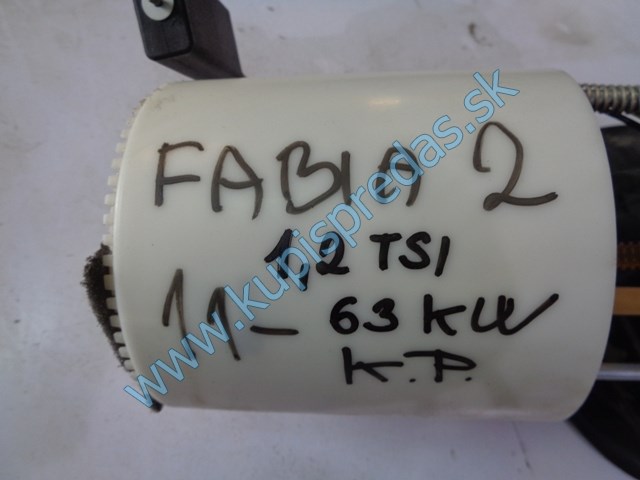 FABIA 2
1,2 TSI
11- 63 KW
K.P.
www.kupispredas.sk